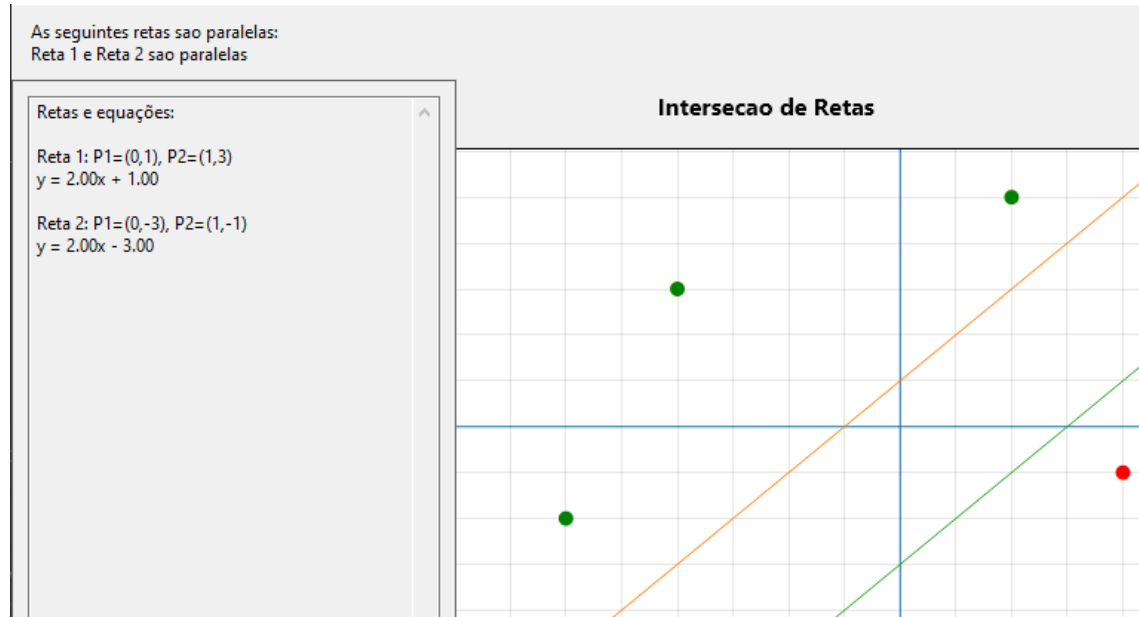 As seguintes retas sao paralelas:
Reta 1 e Reta 2 sao paralelas
Retas e equações:
Reta 1: P1=(0,1), P2=(1,3)
y = 2.00x + 1.00
Reta 2: P1=(0,-3), P2=(1,-1)
y = 2.00x - 3.00
Intersecao de Retas